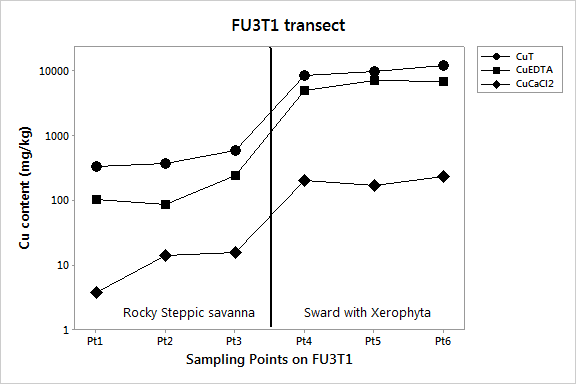 FU3T1 transect
CuT
CuEDTA
CuCaCl2
Cu content (mg/kg)
10000
1000
100
10
1
Rocky Steppic savanna
Sward with Xerophyta
Pt1 Pt2 Pt3 Pt4 Pt5 Pt6
Sampling Points on FU3T1